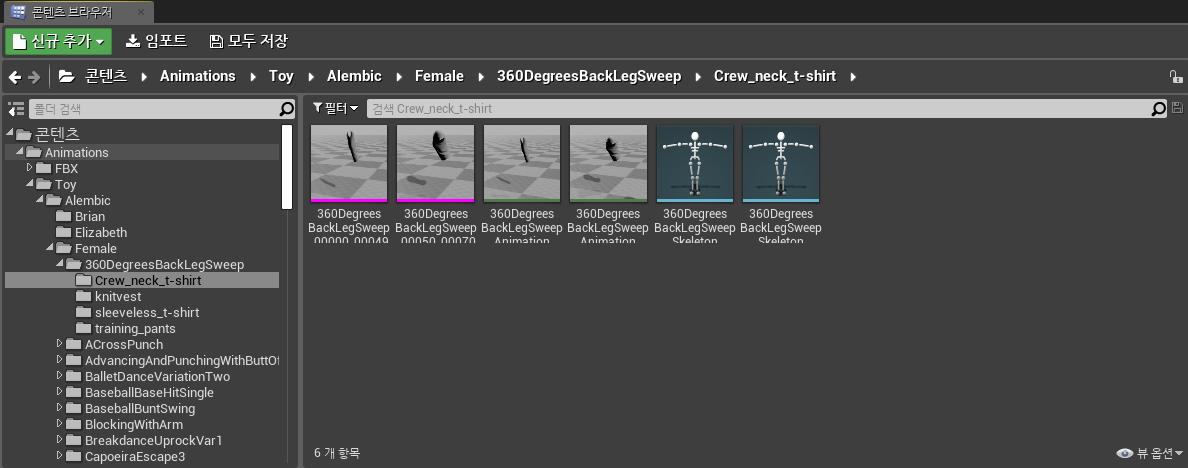 콘텐츠 브라우저
신규 추가 임포트 모두 저장
콘텐츠 Animations Toy Alembic Female 360DegreesBackLegSweep Crew_neck_t-shirt
폴더 검색
콘텐츠
Animations
FBX
Toy
Alembic
Brian
Elizabeth
Female
360DegreesBackLegSweep
Crew_neck_t-shirt
knitvest
sleeveless_t-shirt
training_pants
ACrossPunch
AdvancingAndPunchingWithButtOf
BalletDanceVariationTwo
BaseballBaseHitSingle
BaseballBuntSwing
BlockingWithArm
BreakdanceUprockVar1
CapoeiraEscape3
필터 검색 Crew_neck_t-shirt
360Degrees
BackLegSweep
00000_00049
360Degrees
BackLegSweep
00050_00070
360Degrees
BackLegSweep
Animation
360Degrees
BackLegSweep
Animation
360Degrees
BackLegSweep
Skeleton
360Degrees
BackLegSweep
Skeleton
6 개 항목
뷰 옵션